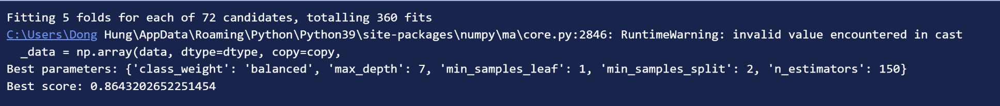 Fitting 5 folds for each of 72 candidates, totalling 360 fits
C:\Users\Dong Hung\AppData\Roaming\Python\Python39\site-packages\numpy\ma\core.py:2846: RuntimeWarning: invalid value encountered in cast
  _data = np.array(data, dtype=dtype, copy=copy,
Best parameters: {'class_weight': 'balanced', 'max_depth': 7, 'min_samples_leaf': 1, 'min_samples_split': 2, 'n_estimators': 150}
Best score: 0.8643202652251454